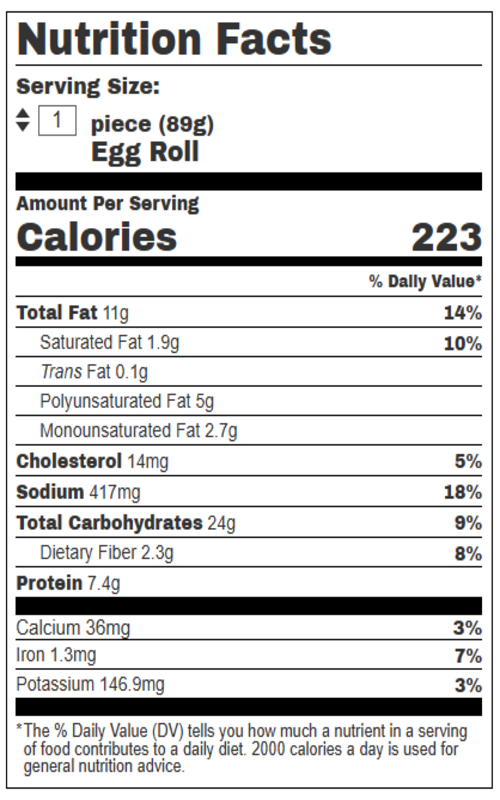 Nutrition Facts
Serving Size:
1 piece (89g)
Egg Roll
Amount Per Serving
Calories 223
% Daily Value*
Total Fat 11g 14%
Saturated Fat 1.9g 10%
Trans Fat 0.1g
Polyunsaturated Fat 5g
Monounsaturated Fat 2.7g
Cholesterol 14mg 5%
Sodium 417mg 18%
Total Carbohydrates 24g 9%
Dietary Fiber 2.3g 8%
Protein 7.4g
Calcium 36mg 3%
Iron 1.3mg 7%
Potassium 146.9mg 3%
*The % Daily Value (DV) tells you how much a nutrient in a serving
of food contributes to a daily diet. 2000 calories a day is used for
general nutrition advice.